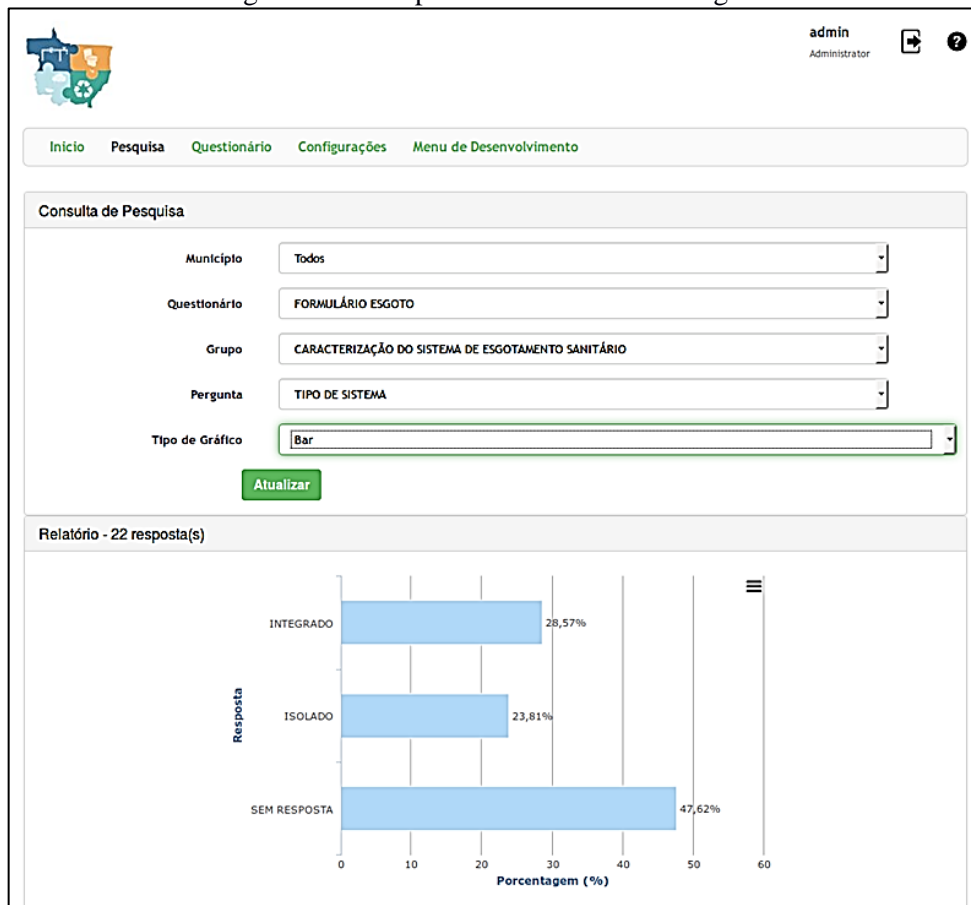 admin
Administrator
Início Pesquisa Questionário Configurações Menu de Desenvolvimento
Consulta de Pesquisa
Município Todos
Questionário FORMULÁRIO ESGOTO
Grupo CARACTERIZAÇÃO DO SISTEMA DE ESGOTAMENTO SANITÁRIO
Pergunta TIPO DE SISTEMA
Tipo de Gráfico Bar
Atualizar
Relatório - 22 resposta(s)
INTEGRADO 28,57%
Resposta
ISOLADO 23,81%
SEM RESPOSTA 47,62%
0 10 20 30 40 50 60
Porcentagem (%)